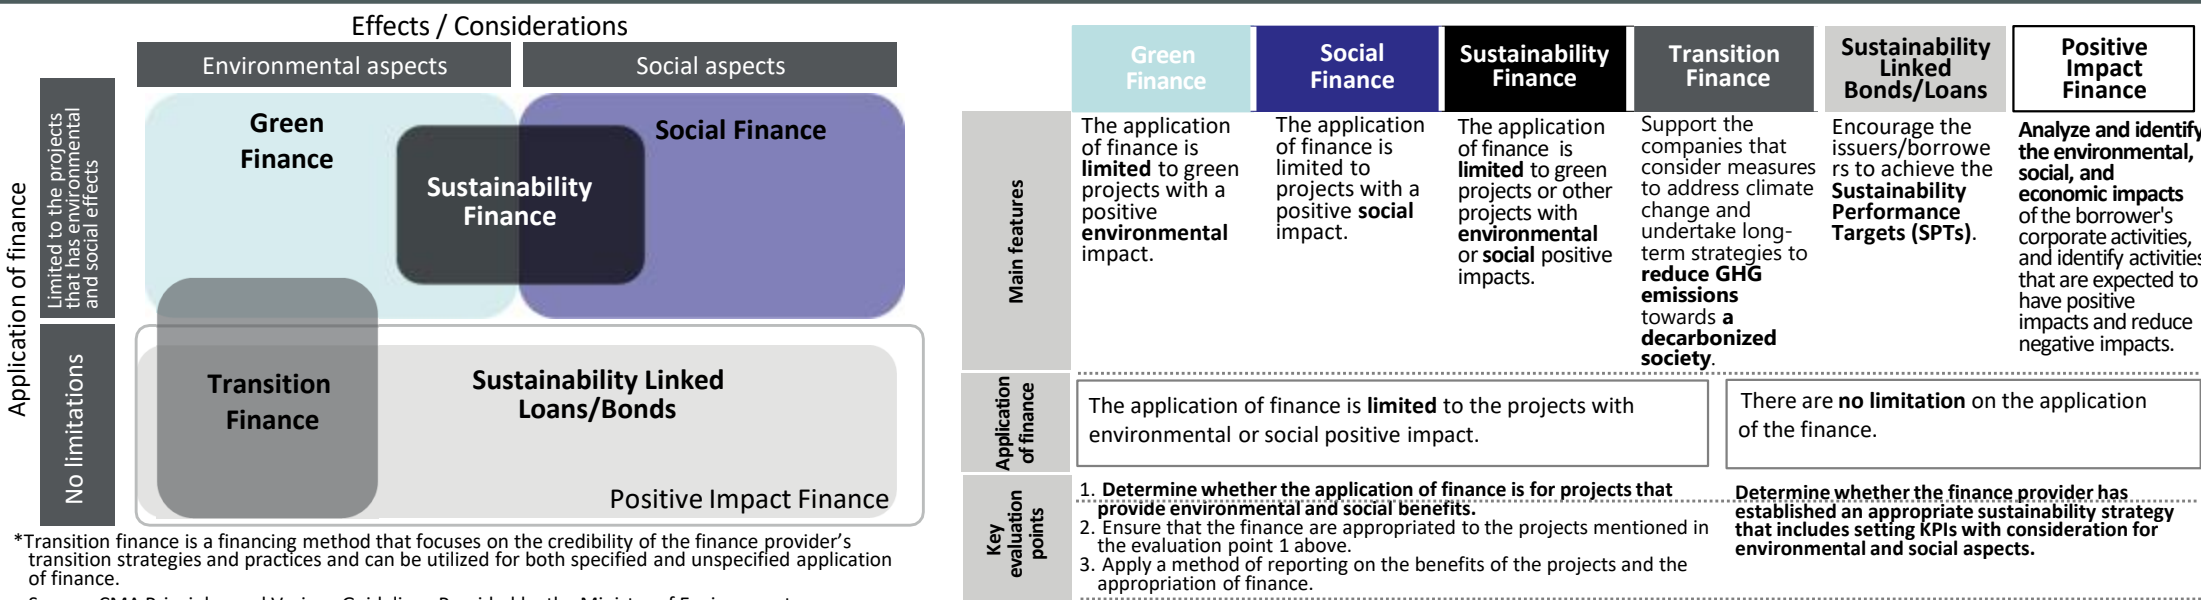 Effects / Considerations
Environmental aspects
Social aspects
Application of finance
Limited to the projects
that has environmental
and social effects
No limitations
Green
Finance
Social Finance
Sustainability
Finance
Transition
Finance
Sustainability Linked
Loans/Bonds
Positive Impact Finance
*Transition finance is a financing method that focuses on the credibility of the finance provider's
transition strategies and practices and can be utilized for both specified and unspecified application
of finance.
Green
Finance
Social
Finance
Sustainability
Finance
Transition
Finance
Sustainability
Linked
Bonds/Loans
Positive
Impact
Finance
Main features
The application
of finance is
limited to green
projects with a
positive
environmental
impact.
The application
of finance is
limited to
projects with a
positive social
impact.
The application
of finance is
limited to green
projects or other
projects with
environmental
or social positive
impacts.
Support the
companies that
consider measures
to address climate
change and
undertake long-
term strategies to
reduce GHG
emissions
towards a
decarbonized
society.
Encourage the
issuers/borrowe
rs to achieve the
Sustainability
Performance
Targets (SPTs).
Analyze and identify
the environmental,
social, and
economic impacts
of the borrower's
corporate activities,
and identify activities
that are expected to
have positive
impacts and reduce
negative impacts.
Application
of finance
The application of finance is limited to the projects with
environmental or social positive impact.
There are no limitation on the application
of the finance.
Key
evaluation
points
1. Determine whether the application of finance is for projects that
provide environmental and social benefits.
2. Ensure that the finance are appropriated to the projects mentioned in
the evaluation point 1 above.
3. Apply a method of reporting on the benefits of the projects and the
appropriation of finance.
Determine whether the finance provider has
established an appropriate sustainability strategy
that includes setting KPIs with consideration for
environmental and social aspects.